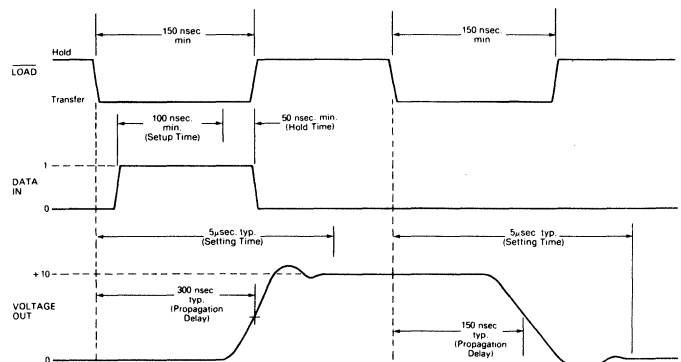 150 nsec
min
150 nsec.
min
Hold
LOAD
Transfer
100 nsec.
min.
(Setup Time)
50 nsec. min.
(Hold Time)
1
DATA
IN
0
5μsec. typ.
(Setting Time)
5μsec typ.
(Setting Time)
+10
300 nsec
typ.
(Propagation
Delay)
VOLTAGE
OUT
150 nsec
typ.
(Propagation
Delay)
0